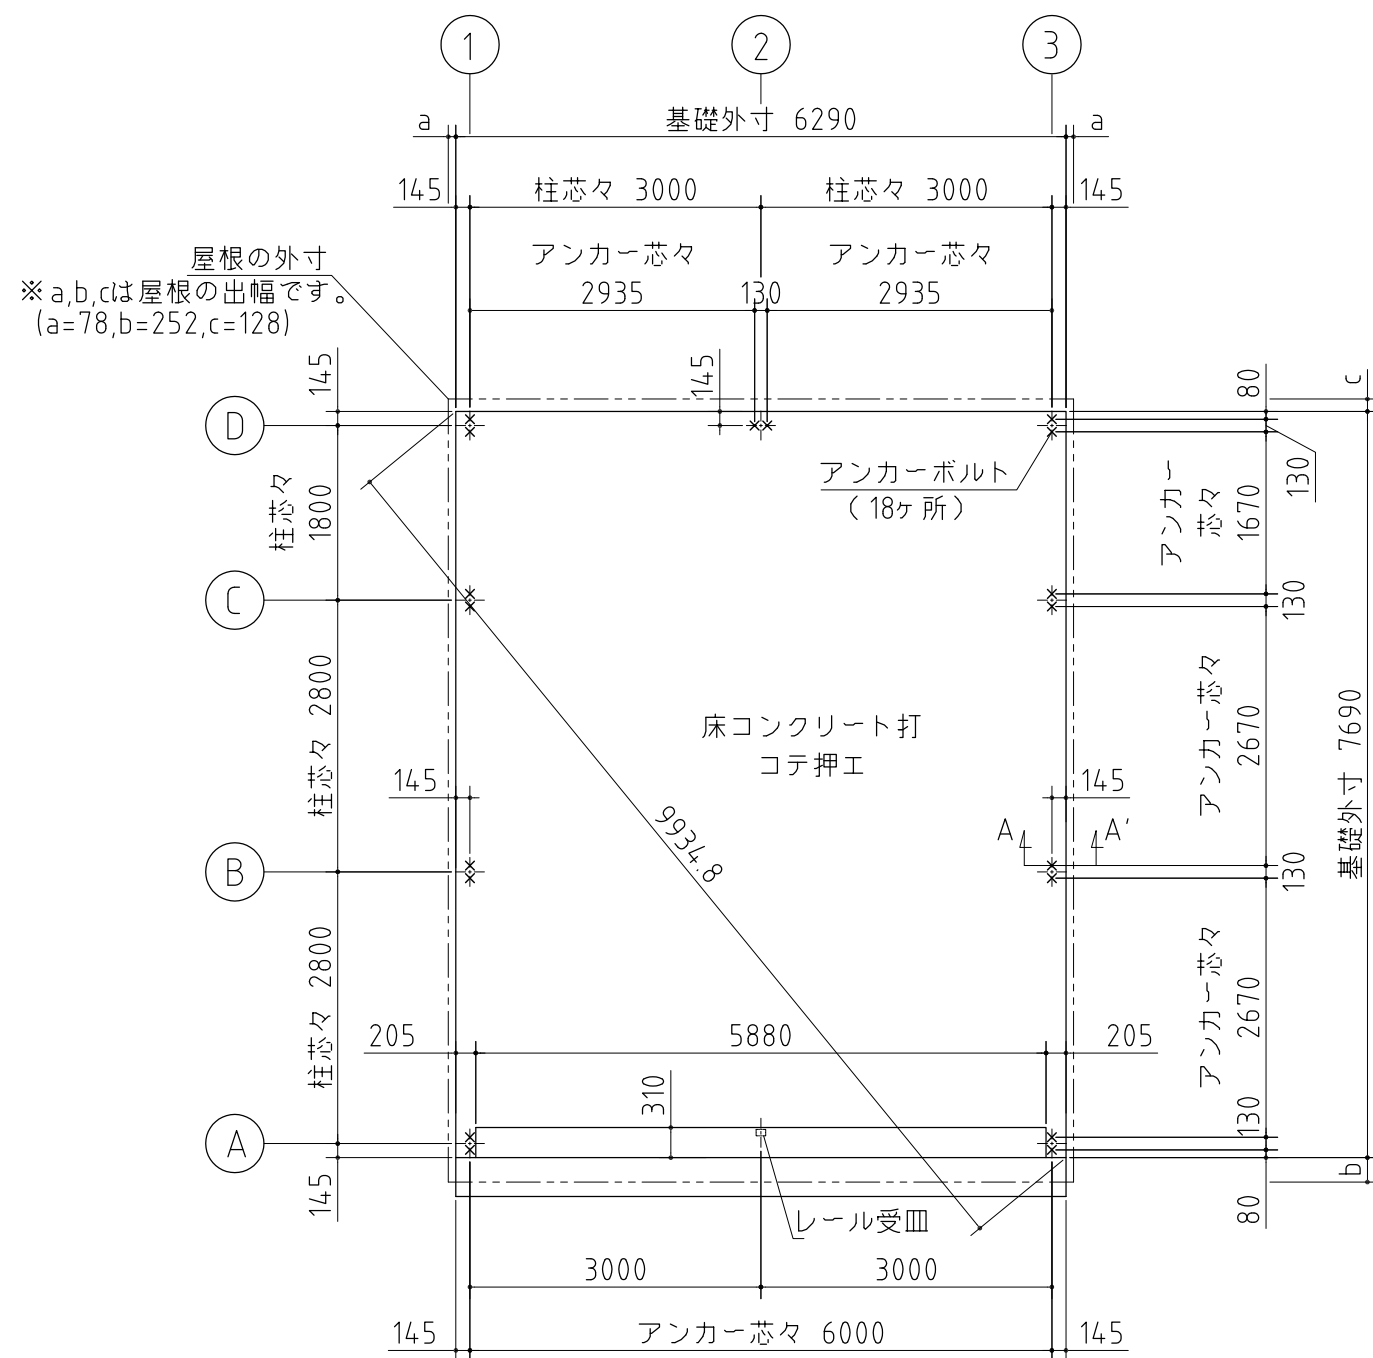 1
2
3
a
基礎外寸 6290
a
145
柱芯々 3000
柱芯々 3000
145
アンカー芯々
アンカー芯々
2935
130
2935
屋根の外寸
※a,b,cは屋根の出幅です。
(a=78,b=252,c=128)
145
145
80
c
D
アンカーボルト
(18ヶ所)
130
柱芯々
1800
アンカー
芯々
1670
C
130
柱芯々 2800
床コンクリート打
コテ押エ
アンカー芯々
2670
基礎外寸 7690
145
145
9934.8
A
A'
B
130
柱芯々 2800
アンカー芯々
2670
205
5880
205
310
130
A
145
レール受皿
b
80
3000
3000
145
アンカー芯々 6000
145